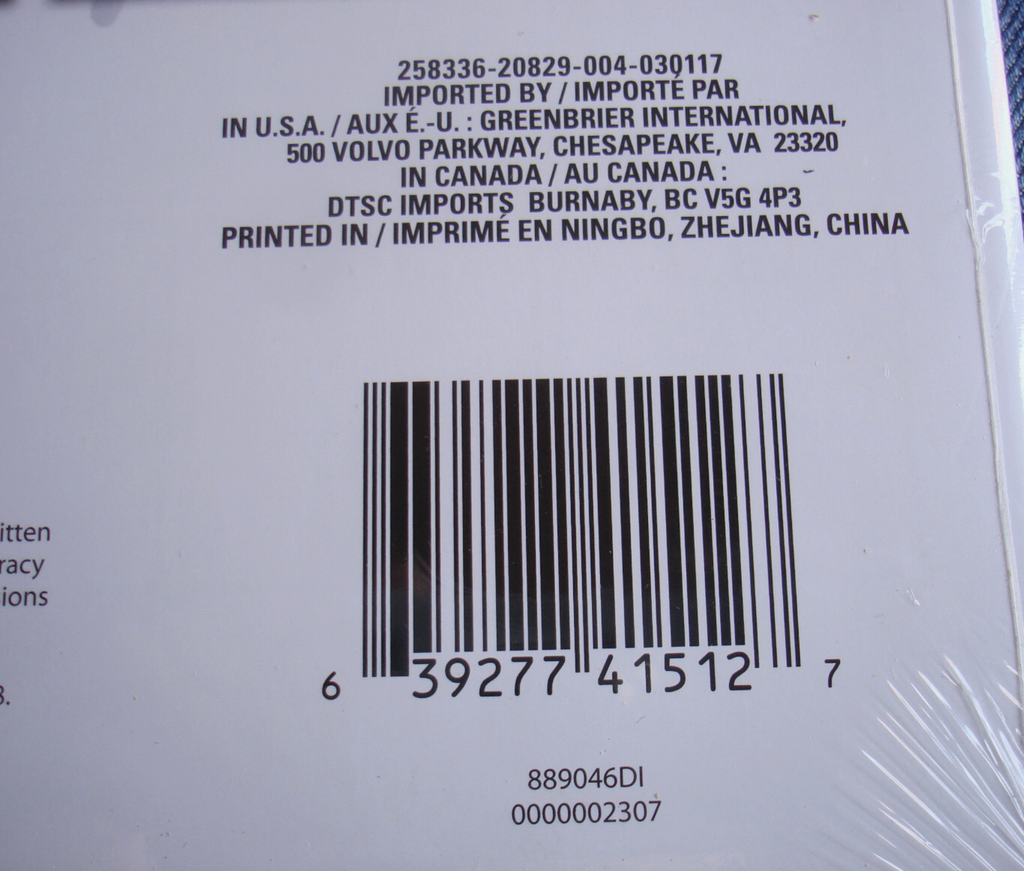 258336-20829-004-030117
IMPORTED BY / IMPORTÉ PAR
IN U.S.A. / AUX É.-U. : GREENBRIER INTERNATIONAL,
500 VOLVO PARKWAY, CHESAPEAKE, VA 23320
IN CANADA / AU CANADA :
DTSC IMPORTS BURNABY, BC V5G 4P3
PRINTED IN / IMPRIMÉ EN NINGBO, ZHEJIANG, CHINA
itten
racy
ions
3.
6 39277 41512 7
889046DI
0000002307